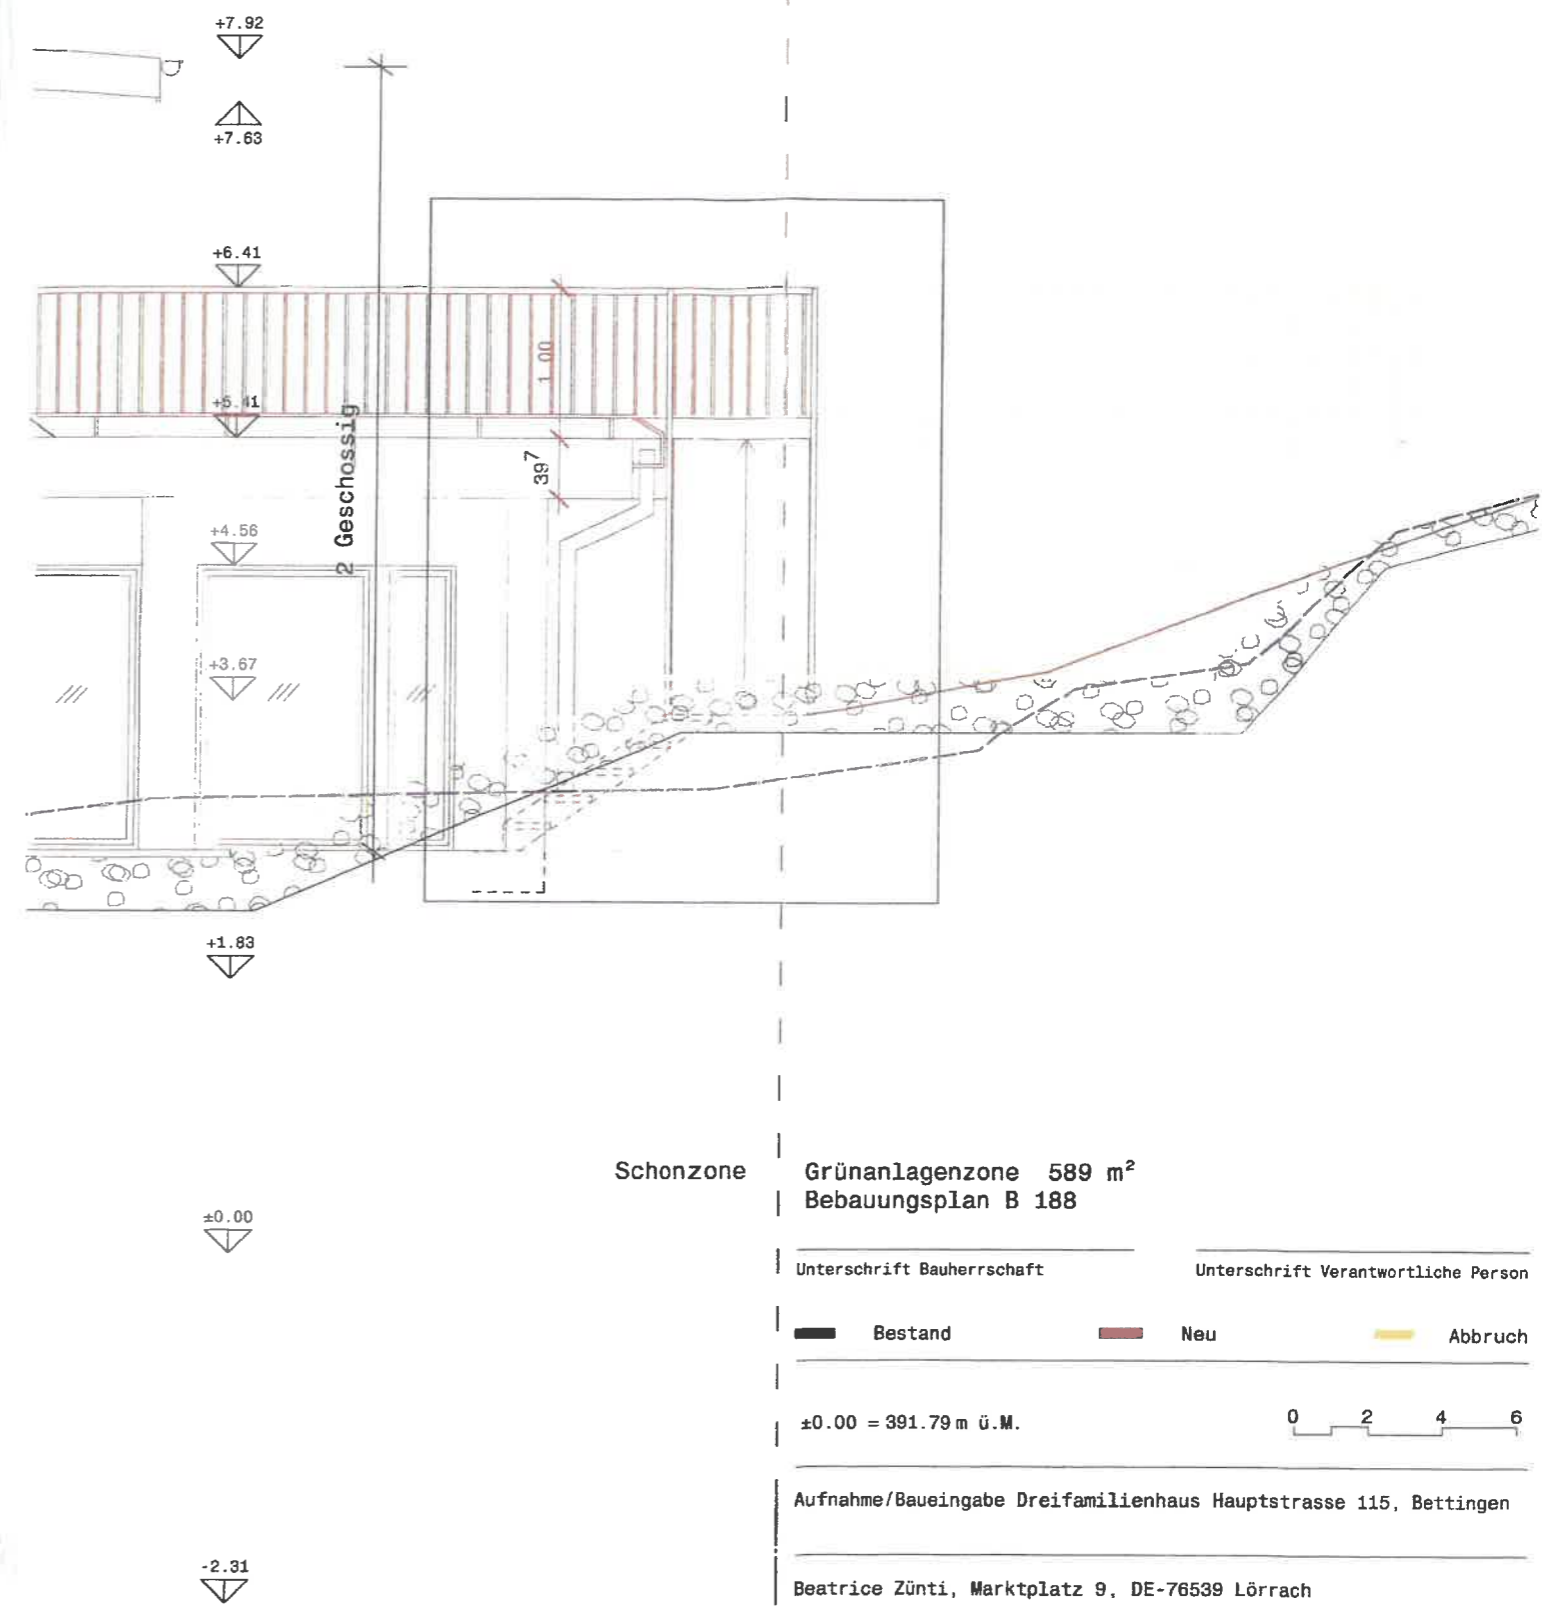 +7.92
+7.63
+6.41
1.00
+5.41
2 Geschossig
39⁷
+4.56
+3.67
+1.83
Schonzone
Grünanlagenzone 589 m²
Bebauungsplan B 188
±0.00
Unterschrift Bauherrschaft
Unterschrift Verantwortliche Person
Bestand
Neu
Abbruch
±0.00 = 391.79 m ü.M.
0 2 4 6
Aufnahme/Baueingabe Dreifamilienhaus Hauptstrasse 115, Bettingen
-2.31
Beatrice Zünti, Marktplatz 9, DE-76539 Lörrach